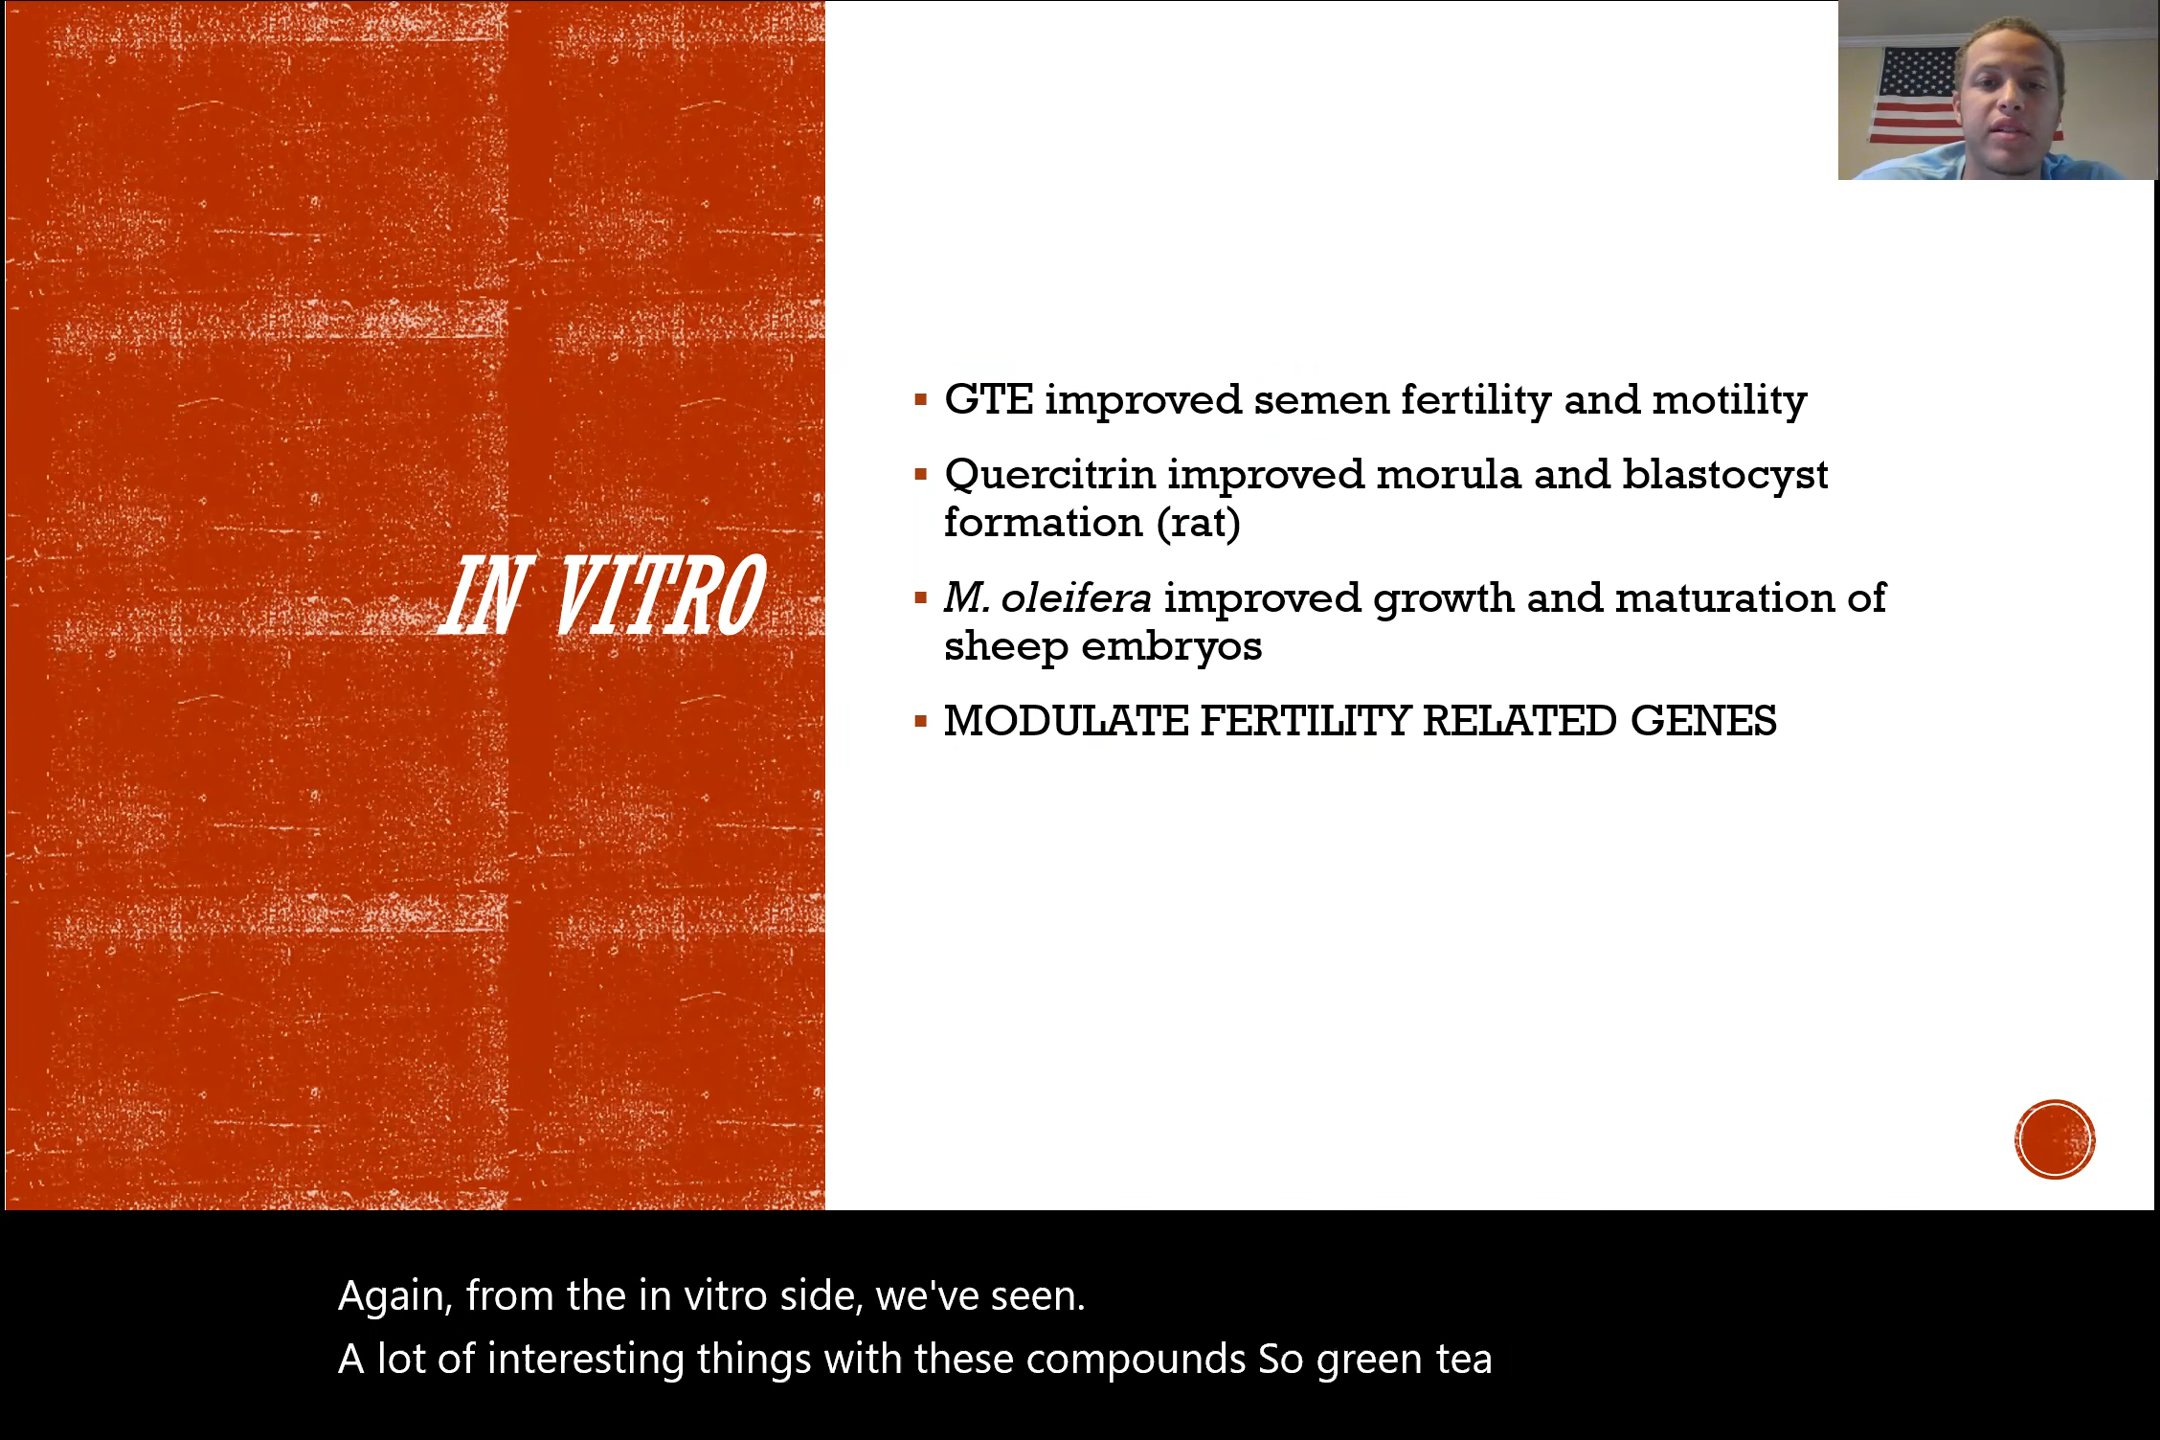 IN VITRO
▪ GTE improved semen fertility and motility
▪ Quercitrin improved morula and blastocyst
formation (rat)
▪ M. oleifera improved growth and maturation of
sheep embryos
▪ MODULATE FERTILITY RELATED GENES
Again, from the in vitro side, we've seen.
A lot of interesting things with these compounds So green tea